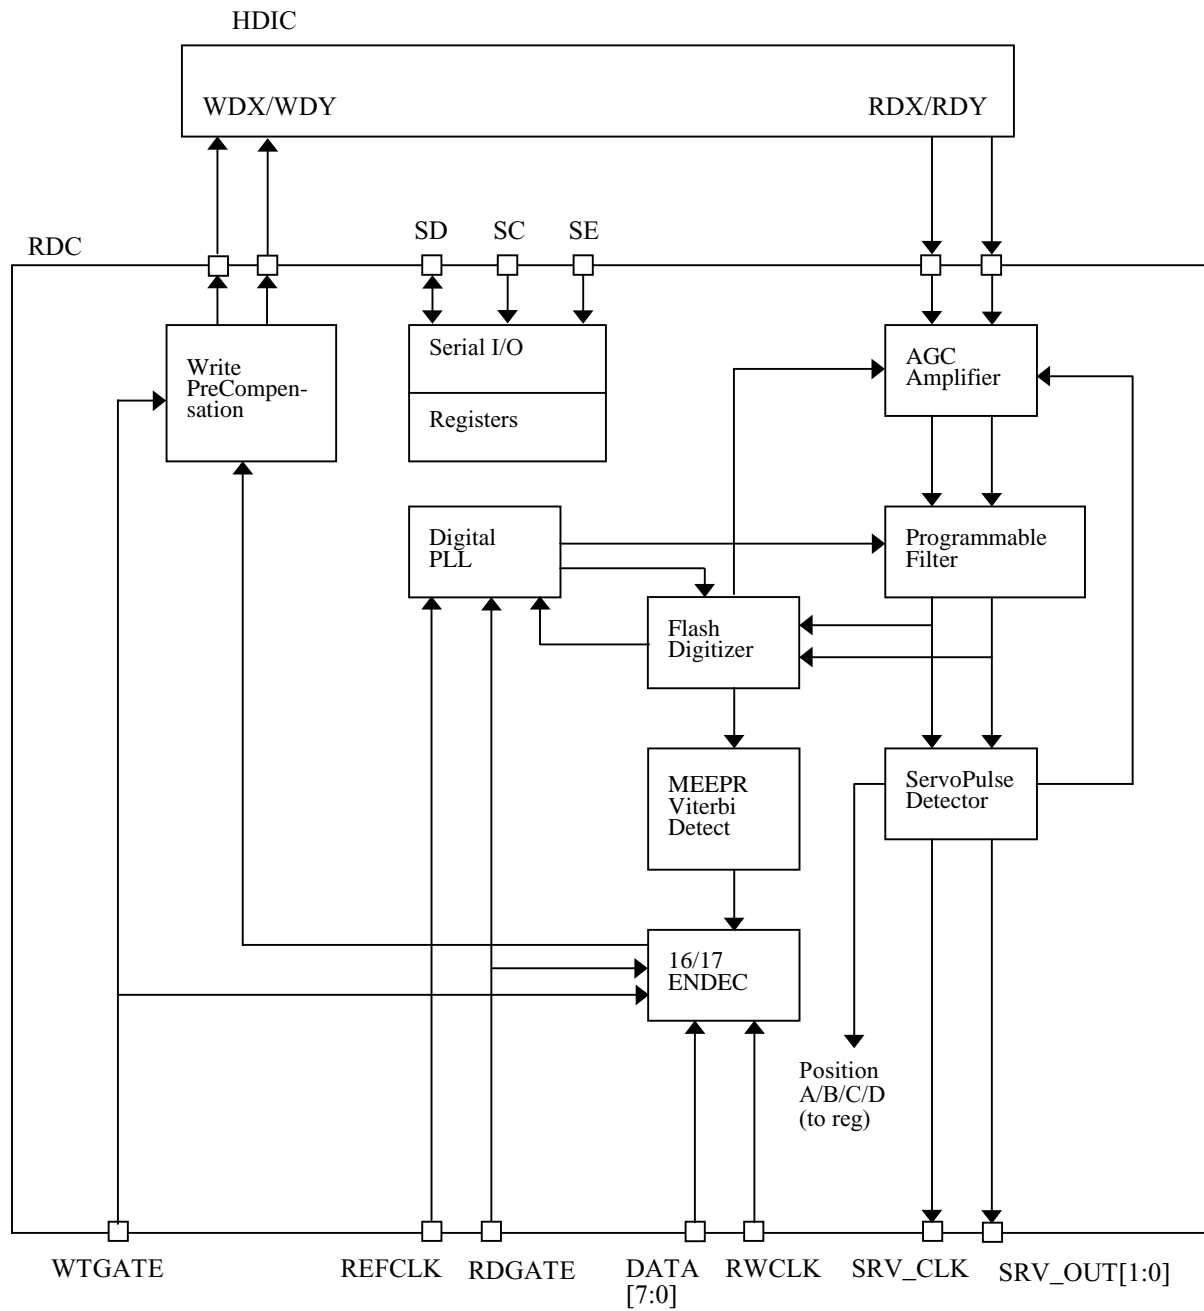 HDIC
WDX/WDY
RDX/RDY
SD
SC
SE
RDC
Write
PreCompen-
sation
Serial I/O
Registers
AGC
Amplifier
Digital
PLL
Programmable
Filter
Flash
Digitizer
MEEPR
Viterbi
Detect
ServoPulse
Detector
16/17
ENDEC
Position
A/B/C/D
(to reg)
WTGATE
REFCLK
RDGATE
DATA
[7:0]
RWCLK
SRV_CLK
SRV_OUT[1:0]